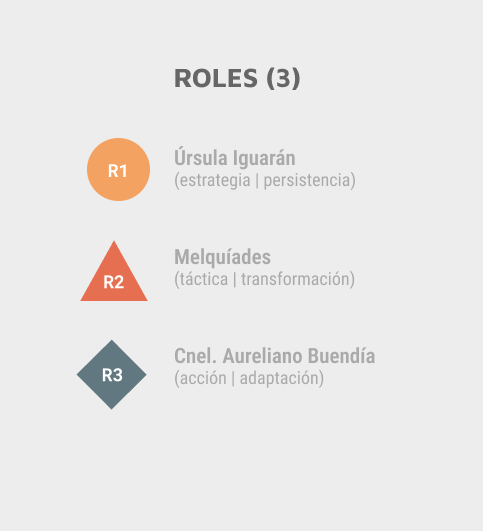 ROLES (3)
R1
Úrsula Iguarán
(estrategia | persistencia)
R2
Melquíades
(táctica | transformación)
R3
Cnel. Aureliano Buendía
(acción | adaptación)